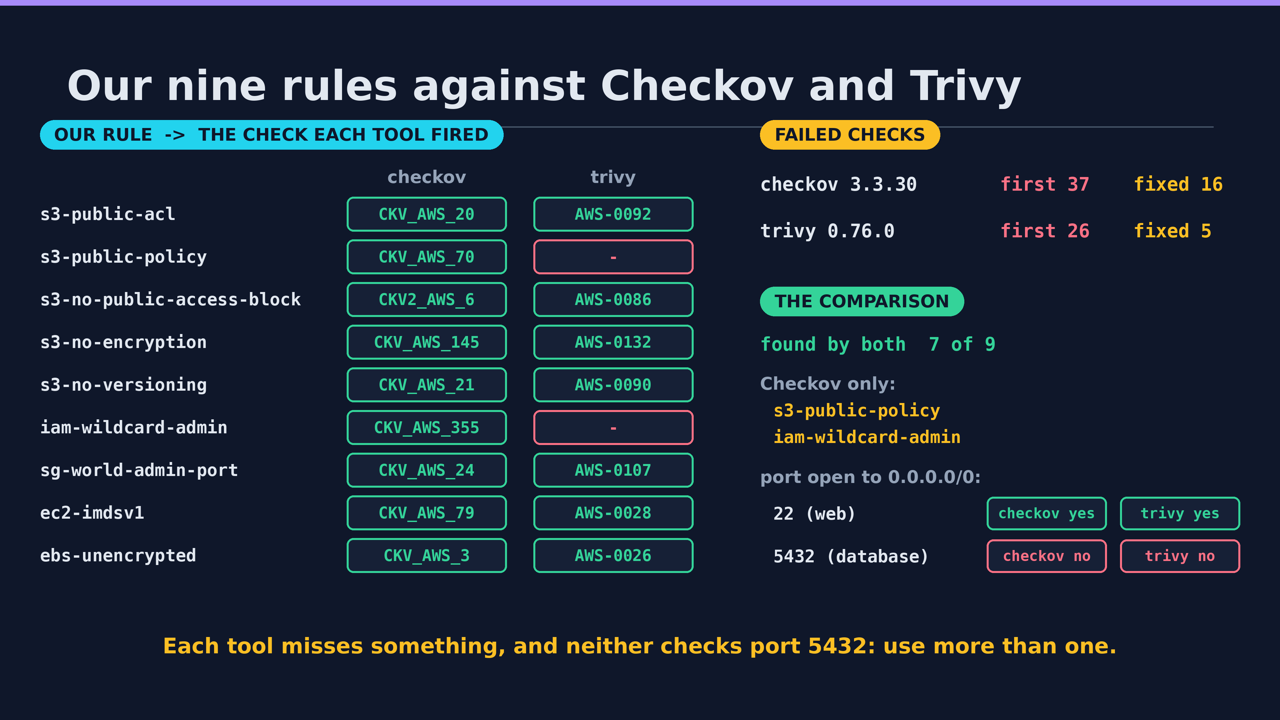 Our nine rules against Checkov and Trivy
OUR RULE -> THE CHECK EACH TOOL FIRED
checkov trivy
s3-public-acl CKV_AWS_20 AWS-0092
s3-public-policy CKV_AWS_70 -
s3-no-public-access-block CKV2_AWS_6 AWS-0086
s3-no-encryption CKV_AWS_145 AWS-0132
s3-no-versioning CKV_AWS_21 AWS-0090
iam-wildcard-admin CKV_AWS_355 -
sg-world-admin-port CKV_AWS_24 AWS-0107
ec2-imdsv1 CKV_AWS_79 AWS-0028
ebs-unencrypted CKV_AWS_3 AWS-0026
FAILED CHECKS
checkov 3.3.30 first 37 fixed 16
trivy 0.76.0 first 26 fixed 5
THE COMPARISON
found by both 7 of 9
Checkov only:
s3-public-policy
iam-wildcard-admin
port open to 0.0.0.0/0:
22 (web) checkov yes trivy yes
5432 (database) checkov no trivy no
Each tool misses something, and neither checks port 5432: use more than one.